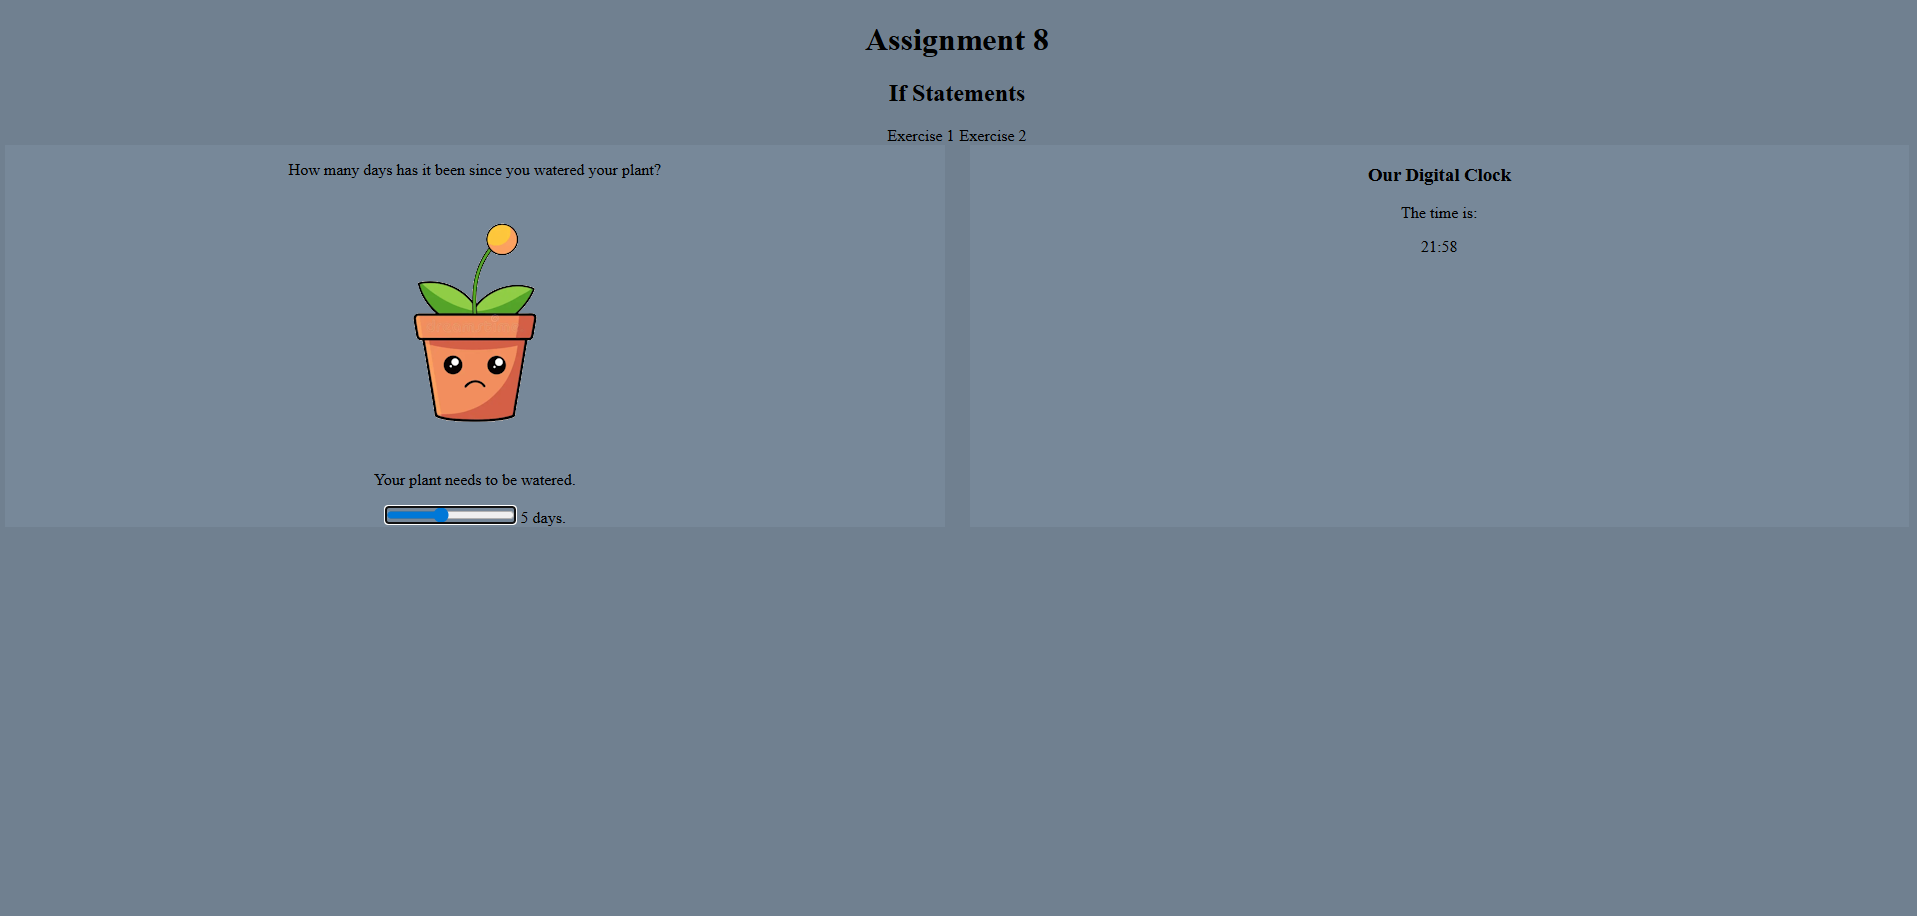 Assignment 8
If Statements
Exercise 1 Exercise 2
How many days has it been since you watered your plant?
Your plant needs to be watered.
5 days.
Our Digital Clock
The time is:
21:58